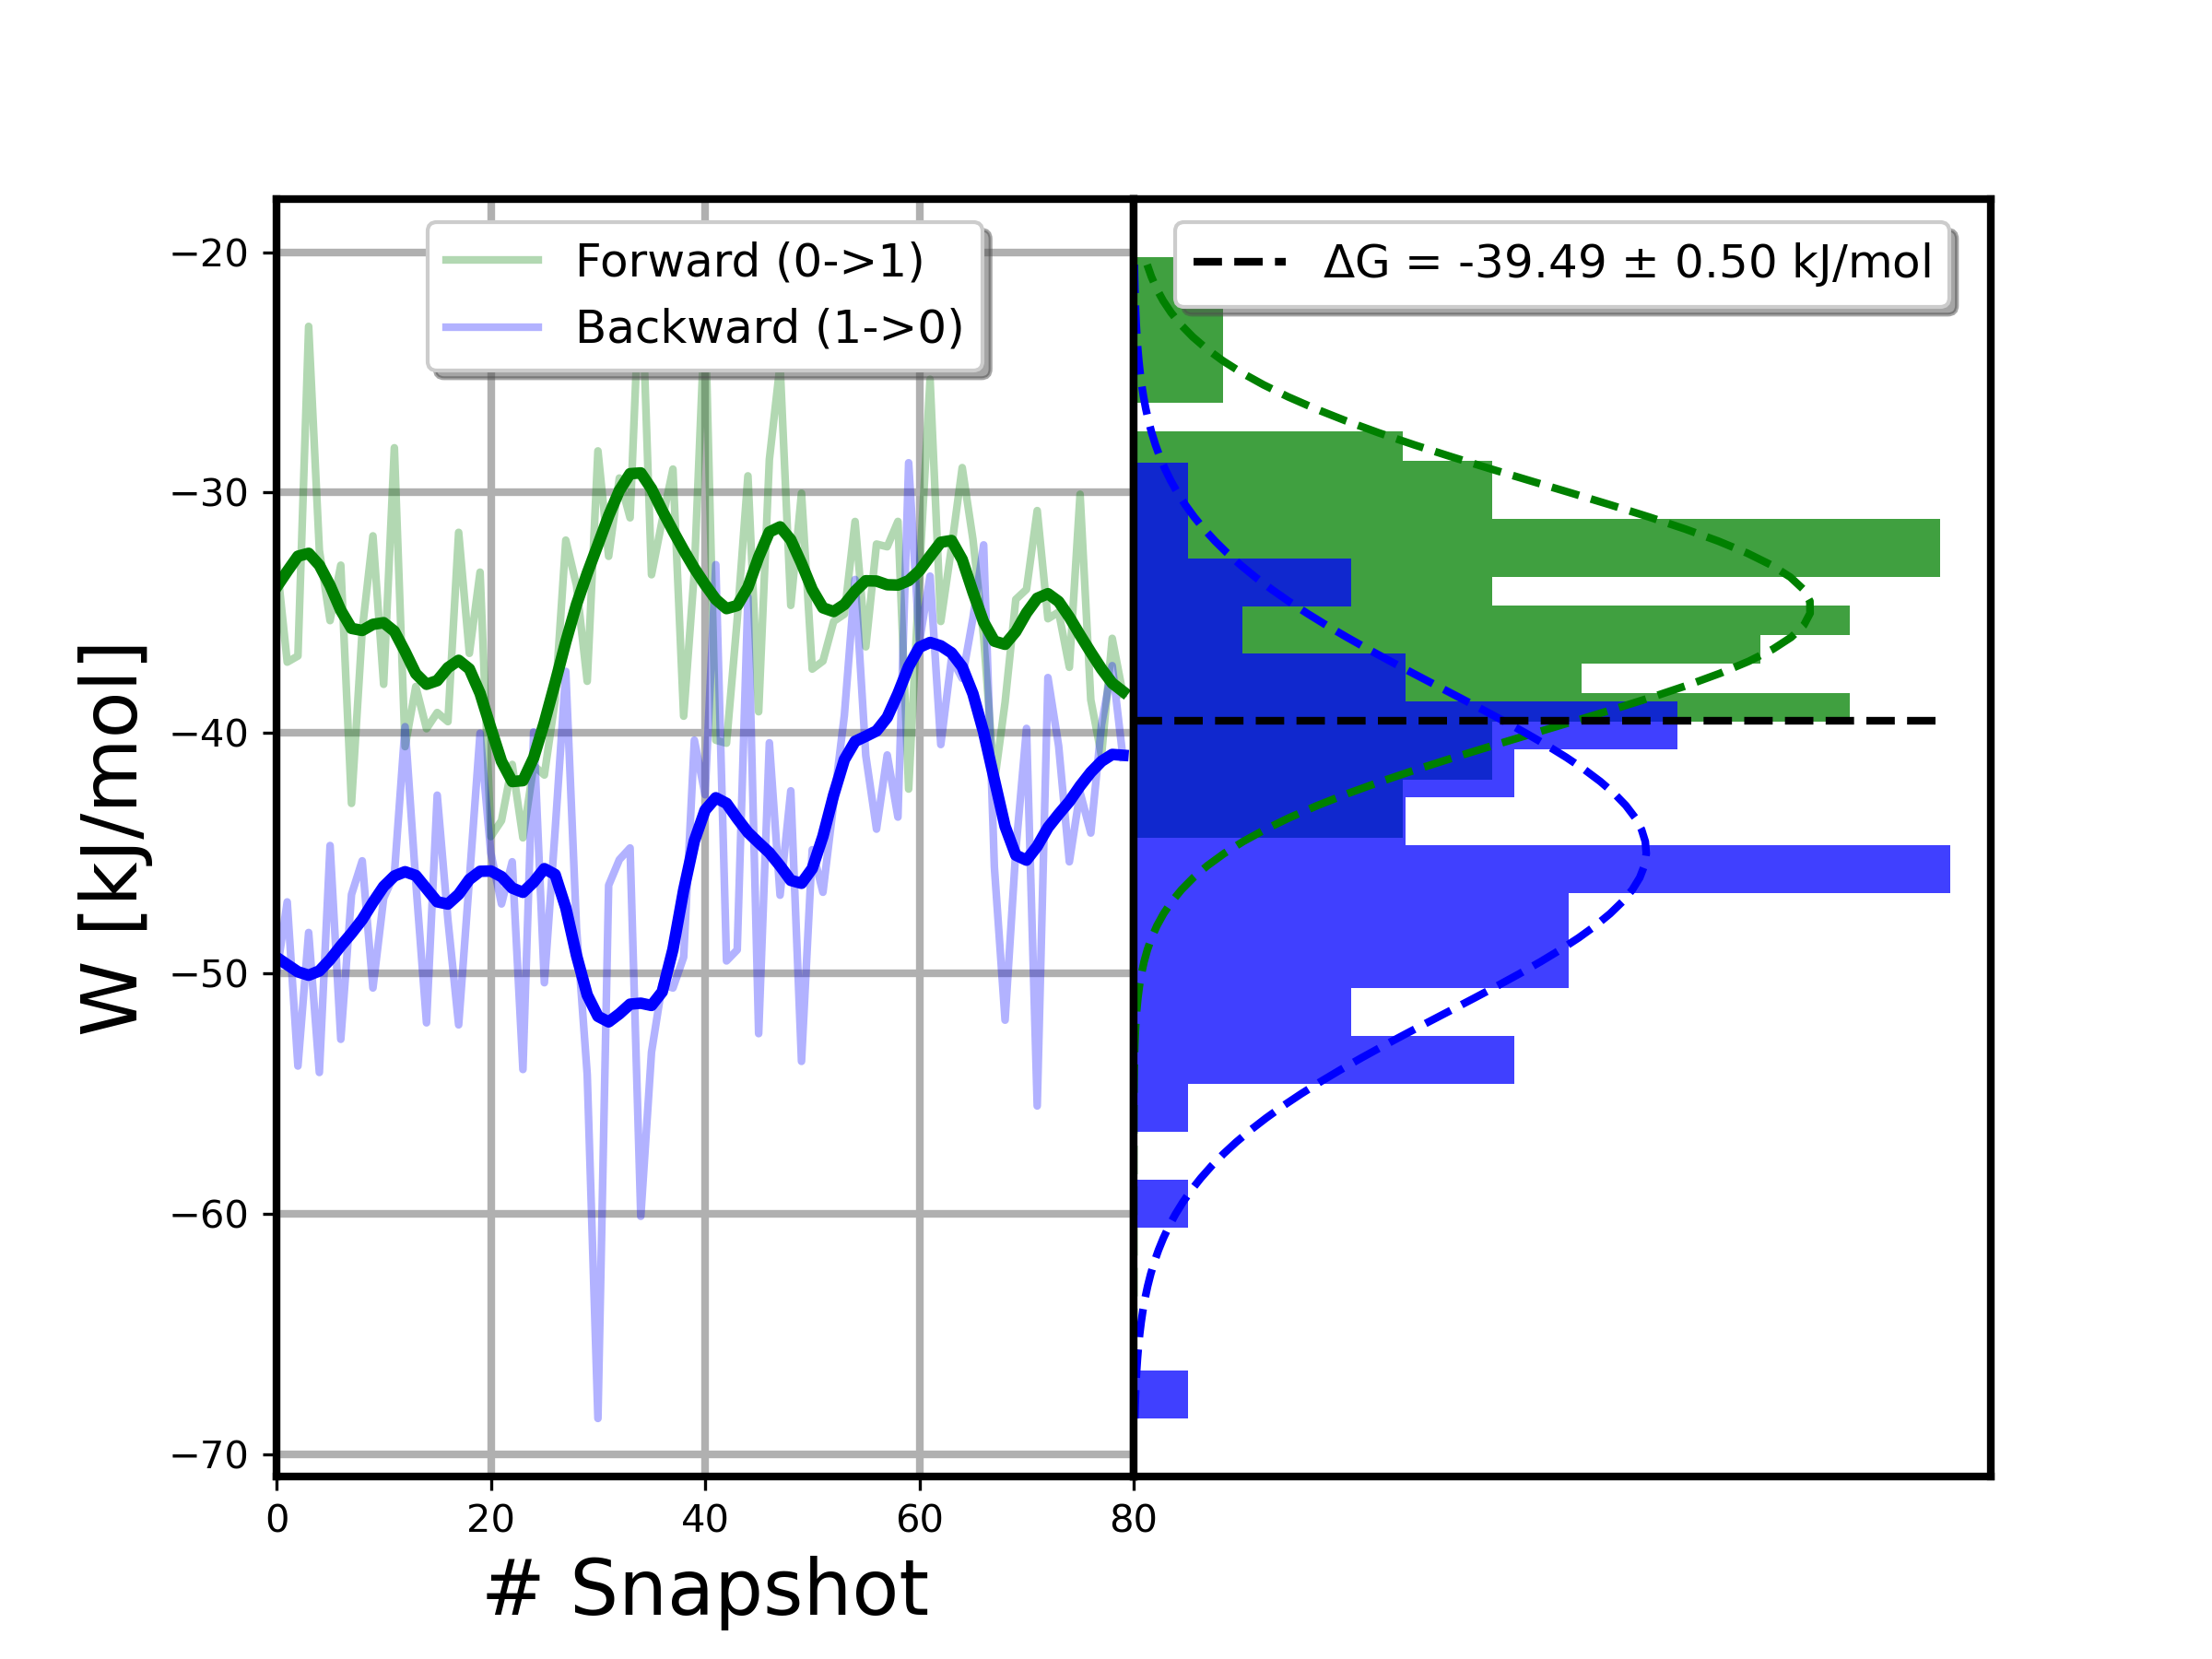 Forward (0->1)
Backward (1->0)
ΔG = -39.49 ± 0.50 kJ/mol
W [kJ/mol]
−20
−30
−40
−50
−60
−70
0 20 40 60 80
# Snapshot